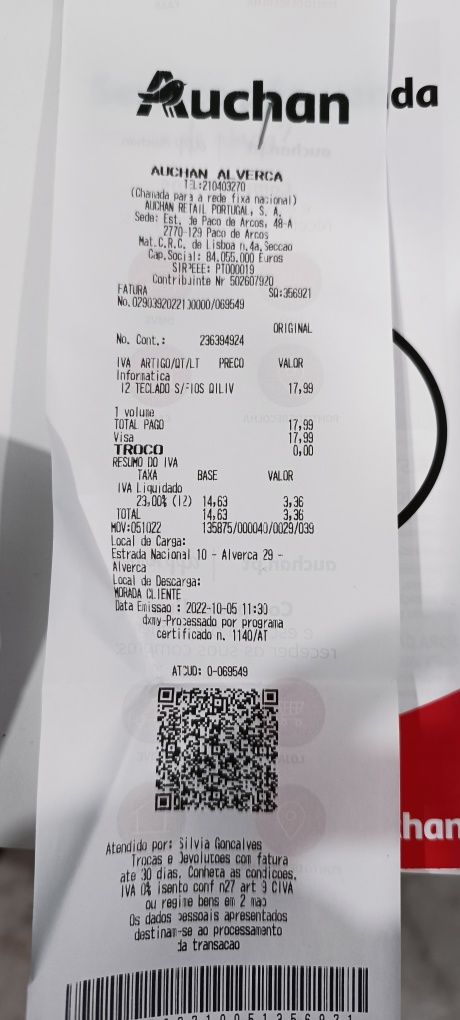 Auchan
da
AUCHAN ALVERCA
TEL:210403270
(Chamada para a rede fixa nacional)
AUCHAN RETAIL PORTUGAL, S. A.
Sede: Est. de Paco de Arcos, 48-A
2770-129 Paco de Arcos
Mat.C.R.C. de Lisboa n.4a.Seccao
Cap.Social: 84.055.000 Euros
SIRPEEE: PT000019
Contribuinte Nr 502607920
FATURA SQ:356921
ORIGINAL
No. Cont.: 236394924
IVA ARTIGO/QT/LT PRECO VALOR
Informatica
12 TECLADO S/FIOS QILIV 17,99
1 volume
TOTAL PAGO 17,99
Visa 17,99
TROCO 0,00
RESUMO DO IVA
TAXA BASE VALOR
IVA Liquidado
23,00% (12) 14,63 3,36
TOTAL 14,63 3,36
MOV:051022 135875/000040/0029/039
Local de Carga:
Estrada Nacional 10 - Alverca 29 -
Alverca
Local de Descarga:
MORADA CLIENTE
Data Emissao : 2022-10-05 11:30
dxmy-Processado por programa
certificado n. 1140/AT
ATCUD: 0-069549
Atendido por: Silvia Goncalves
Trocas e Devolucoes com fatura
ate 30 dias. Conheta as condicoes.
IVA 0% isento conf n27 art 9 CIVA
ou regime bens em 2 mao
Os dados pessoais apresentados
destinam-se ao processamento
da transacao
han